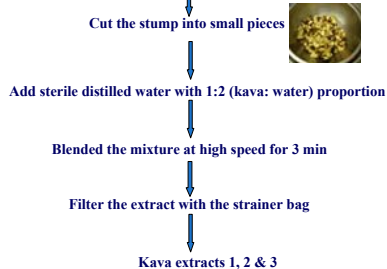 Cut the stump into small pieces
Add sterile distilled water with 1:2 (kava: water) proportion
Blended the mixture at high speed for 3 min
Filter the extract with the strainer bag
Kava extracts 1, 2 & 3